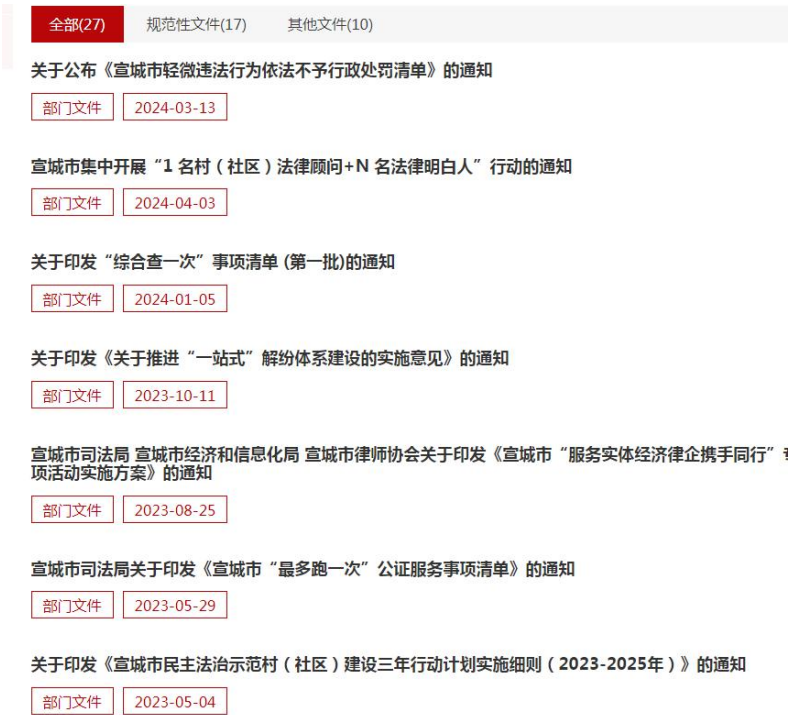 全部(27) 规范性文件(17) 其他文件(10)
关于公布《宣城市轻微违法行为依法不予行政处罚清单》的通知
部门文件 2024-03-13
宣城市集中开展“1 名村（社区）法律顾问+N 名法律明白人”行动的通知
部门文件 2024-04-03
关于印发“综合查一次”事项清单 (第一批)的通知
部门文件 2024-01-05
关于印发《关于推进“一站式”解纷体系建设的实施意见》的通知
部门文件 2023-10-11
宣城市司法局 宣城市经济和信息化局 宣城市律师协会关于印发《宣城市“服务实体经济律企携手同行”
项活动实施方案》的通知
部门文件 2023-08-25
宣城市司法局关于印发《宣城市“最多跑一次”公证服务事项清单》的通知
部门文件 2023-05-29
关于印发《宣城市民主法治示范村（社区）建设三年行动计划实施细则（2023-2025年）》的通知
部门文件 2023-05-04